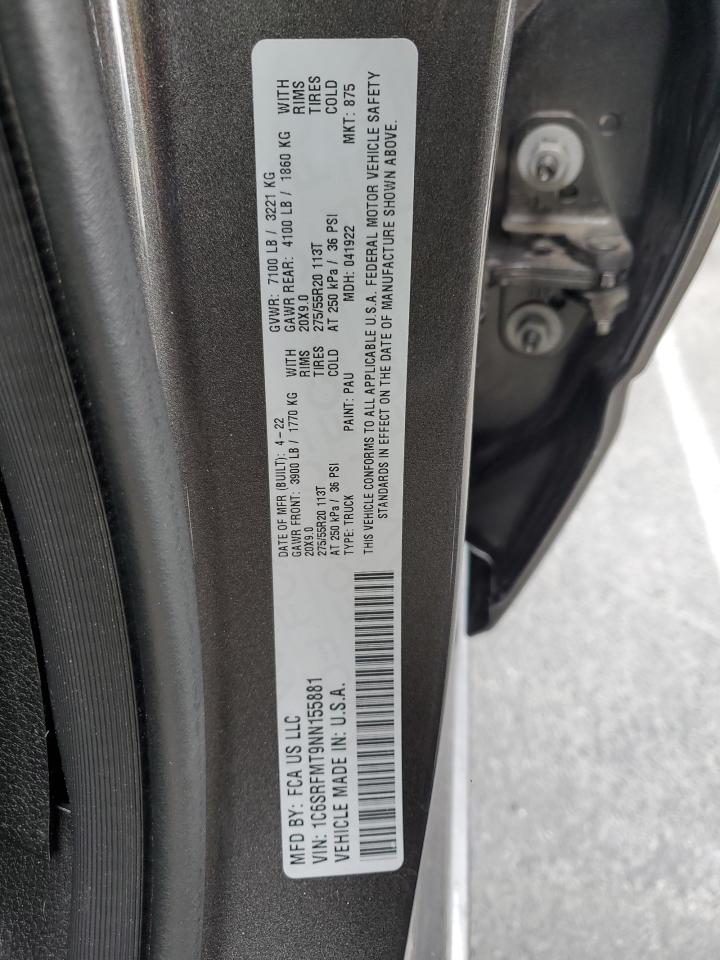 MFD BY: FCA US LLC
VIN: 1C6SRFMT9NN155881
VEHICLE MADE IN: U.S.A.
DATE OF MFR (BUILT): 4-22
GVWR: 7100 LB / 3221 KG
GAWR FRONT: 3900 LB / 1770 KG WITH
GAWR REAR: 4100 LB / 1860 KG WITH
20X9.0 RIMS
20X9.0 RIMS
275/55R20 113T TIRES
275/55R20 113T TIRES
AT 250 kPa / 36 PSI COLD
AT 250 kPa / 36 PSI COLD
TYPE: TRUCK PAINT: PAU MDH: 041922 MKT: 875
THIS VEHICLE CONFORMS TO ALL APPLICABLE U.S.A. FEDERAL MOTOR VEHICLE SAFETY
STANDARDS IN EFFECT ON THE DATE OF MANUFACTURE SHOWN ABOVE.